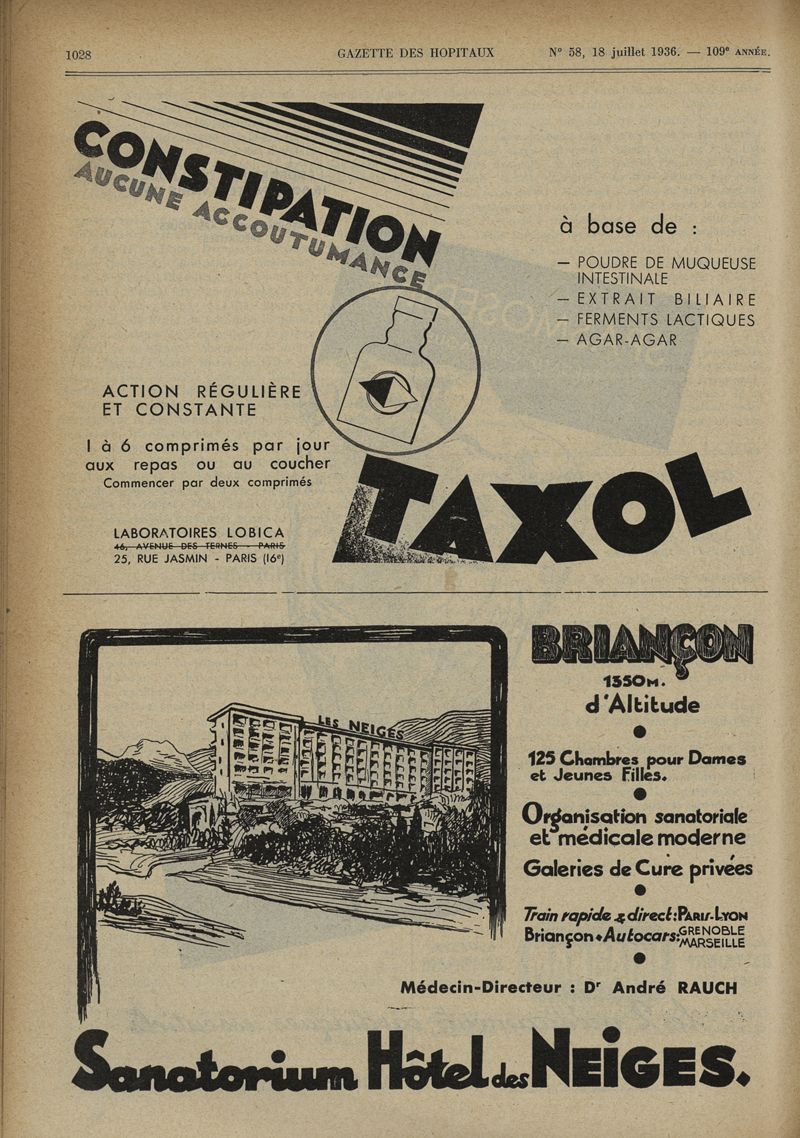 1028
GAZETTE DES HOPITAUX
N° 58, 18 juillet 1936. — 109e ANNÉE.
CONSTIPATION
AUCUNE ACCOUTUMANCE
à base de :
— POUDRE DE MUQUEUSE
INTESTINALE
— EXTRAIT BILIAIRE
— FERMENTS LACTIQUES
— AGAR-AGAR
ACTION RÉGULIÈRE
ET CONSTANTE
1 à 6 comprimés par jour
aux repas ou au coucher
Commencer par deux comprimés
TAXOL
LABORATOIRES LOBICA
46, AVENUE DES TERNES - PARIS
25, RUE JASMIN - PARIS (16e)
LES NEIGES
BRIANÇON
1350M.
d'Altitude
125 Chambres pour Dames
et Jeunes Filles.
Organisation sanatoriale
et médicale moderne
Galeries de Cure privées
Train rapide & direct : PARIS-LYON
Briançon • Autocars: GRENOBLE
MARSEILLE
Médecin-Directeur : Dr André RAUCH
Sanatorium Hôtel des NEIGES.